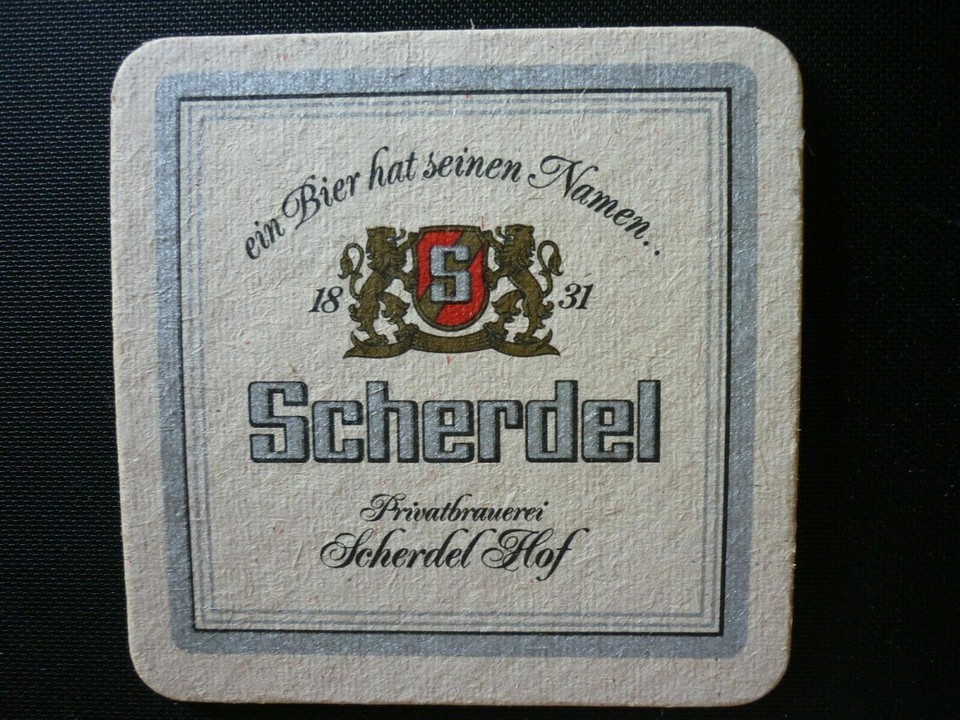 ein Bier hat seinen Namen..
18 S 31
Scherdel
Privatbrauerei
Scherdel Hof